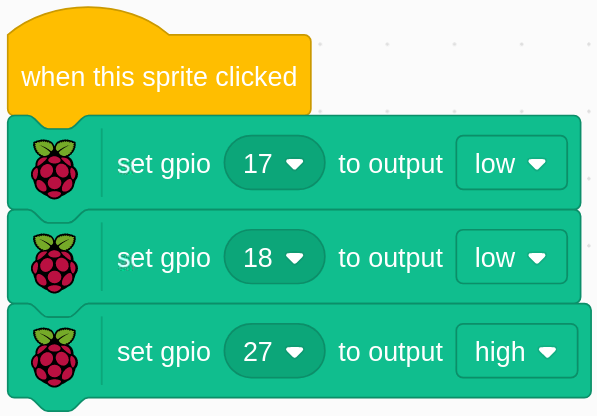 when this sprite clicked
set gpio 17 to output low
set gpio 18 to output low
set gpio 27 to output high